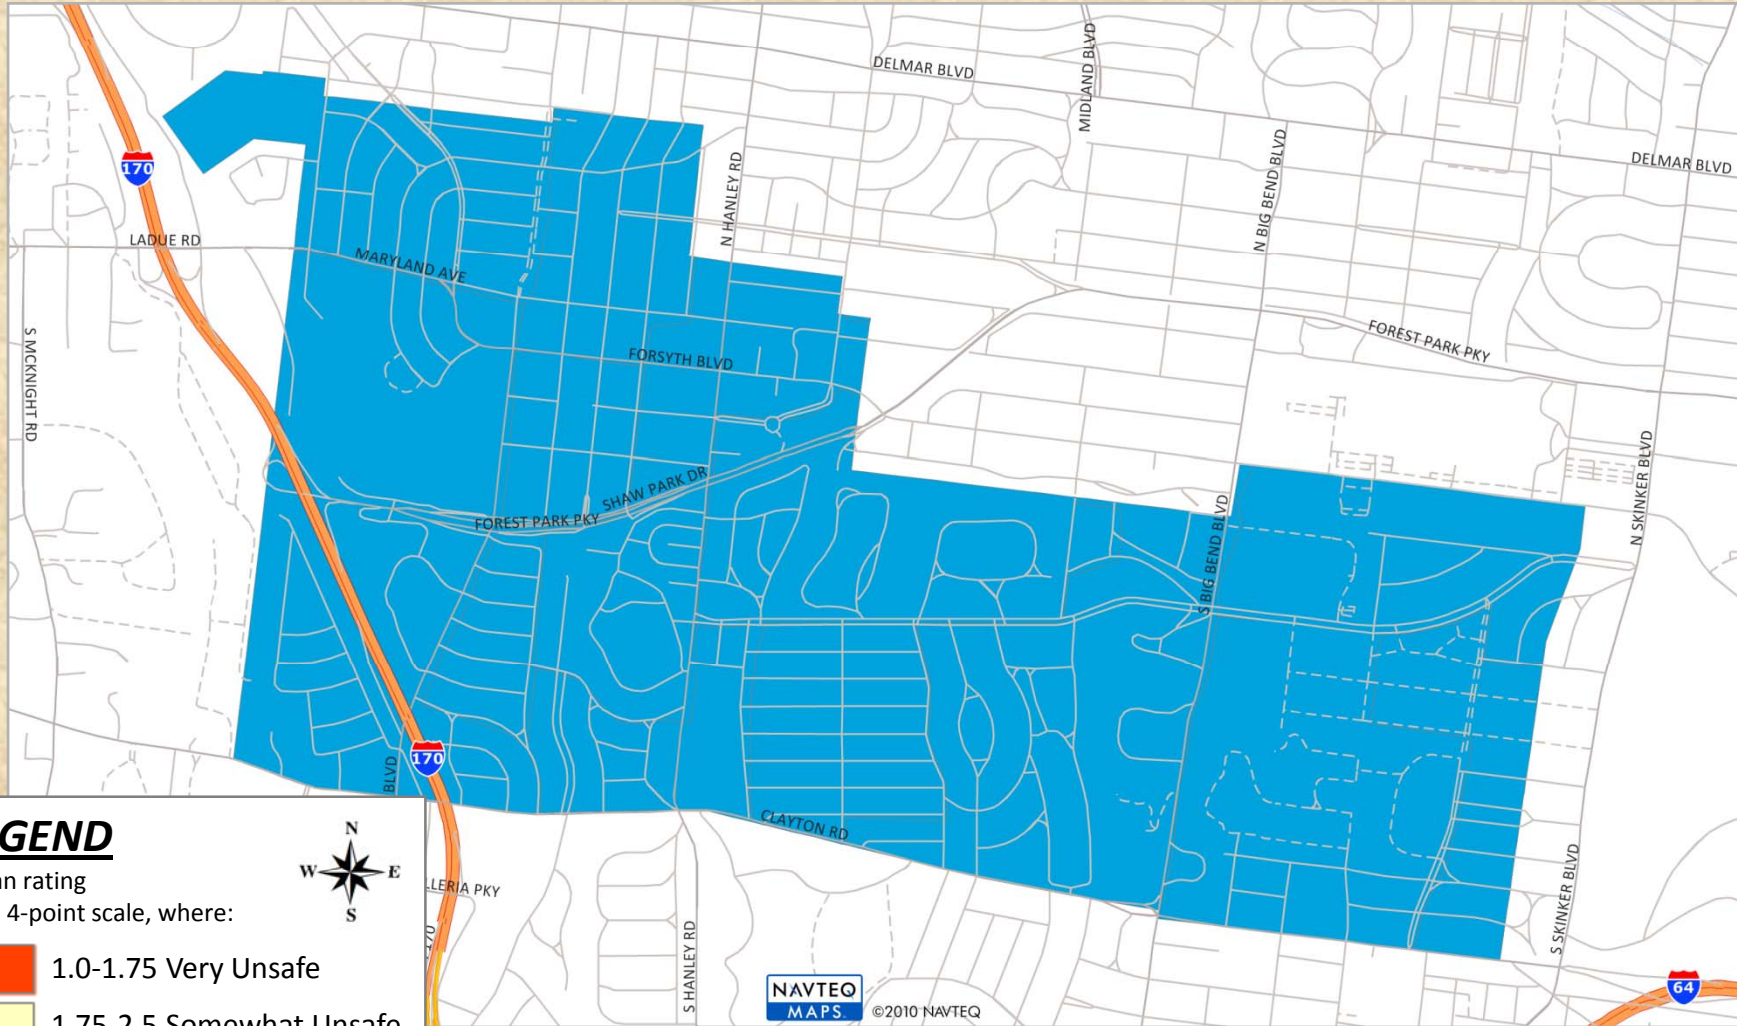 DELMAR BLVD
MIDLAND BLVD
DELMAR BLVD
170
N HANLEY RD
N BIG BEND BLVD
LADUE RD
MARYLAND AVE
S MCKNIGHT RD
FORSYTH BLVD
FOREST PARK PKY
N SKINKER BLVD
SHAW PARK DR
FOREST PARK PKY
S BIG BEND BLVD
BLVD
170
CLAYTON RD
GEND
N
W E
S
an rating
4-point scale, where:
LLERIA PKY
1.0-1.75 Very Unsafe
1.75-2.5 Somewhat Unsafe
S HANLEY RD
S SKINKER BLVD
NAVTEQ
MAPS
©2010 NAVTEQ
64